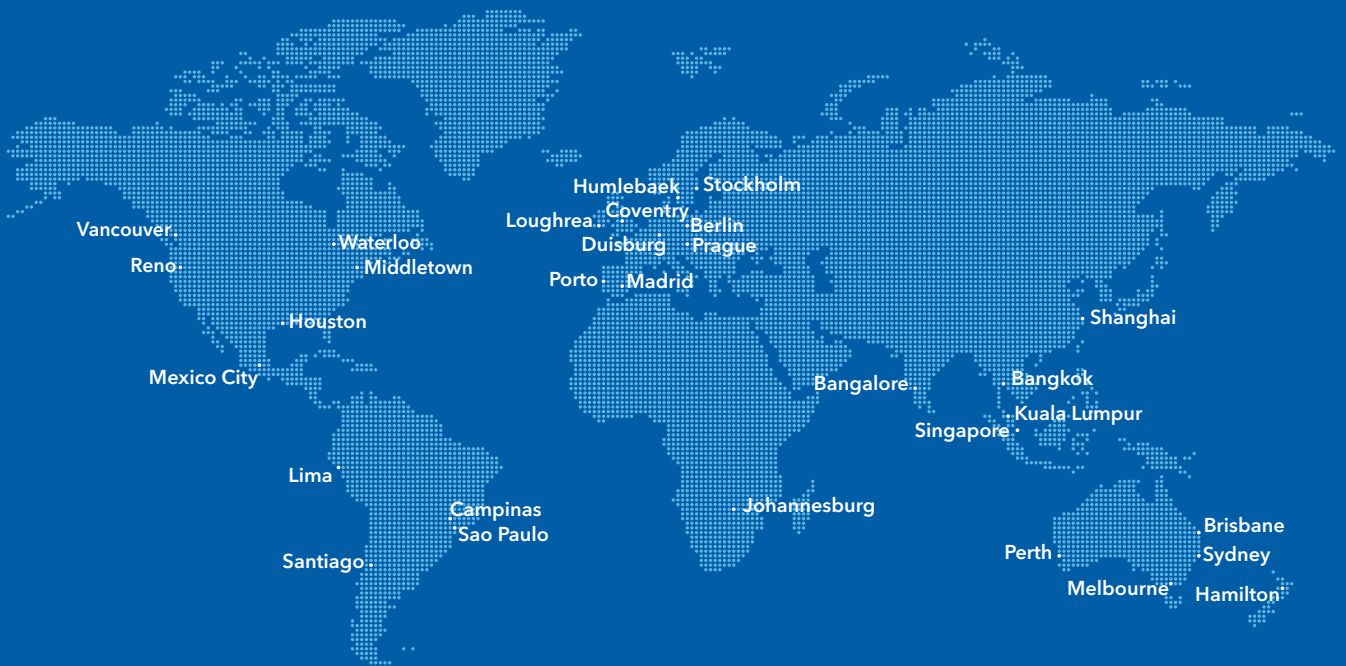 Vancouver
Reno
Waterloo
Middletown
Houston
Mexico City
Lima
Campinas
Sao Paulo
Santiago
Humlebaek
Stockholm
Coventry
Loughrea
Berlin
Duisburg
Prague
Porto
Madrid
Johannesburg
Shanghai
Bangalore
Bangkok
Kuala Lumpur
Singapore
Brisbane
Perth
Sydney
Melbourne
Hamilton